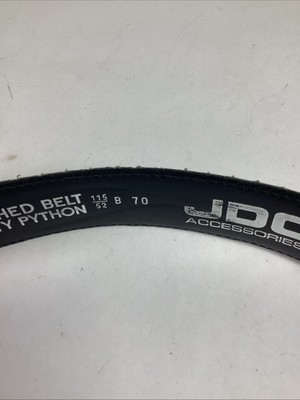 HED BELT
Y PYTHON
115
52
B 70
JDC
ACCESSORIES